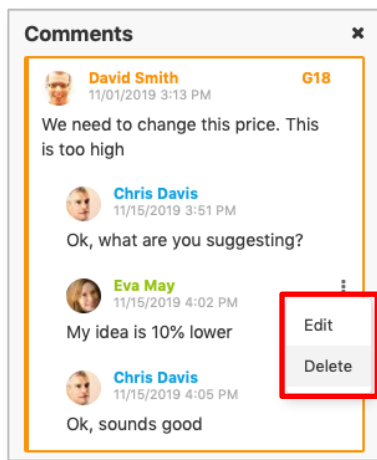 Comments ×
David Smith G18
11/01/2019 3:13 PM
We need to change this price. This
is too high
Chris Davis
11/15/2019 3:51 PM
Ok, what are you suggesting?
Eva May
11/15/2019 4:02 PM
My idea is 10% lower
Edit
Delete
Chris Davis
11/15/2019 4:05 PM
Ok, sounds good